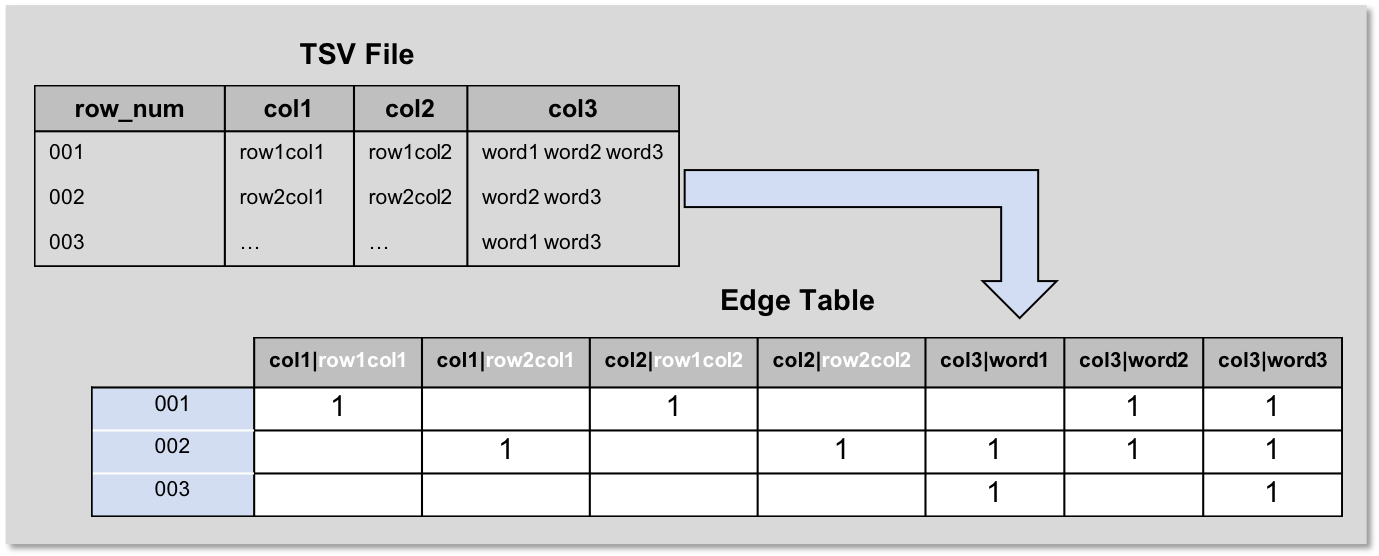 TSV File
row_num col1 col2 col3
001 row1col1 row1col2 word1 word2 word3
002 row2col1 row2col2 word2 word3
003 … … word1 word3
Edge Table
col1|row1col1 col1|row2col1 col2|row1col2 col2|row2col2 col3|word1 col3|word2 col3|word3
001 1 1 1 1
002 1 1 1 1 1
003 1 1